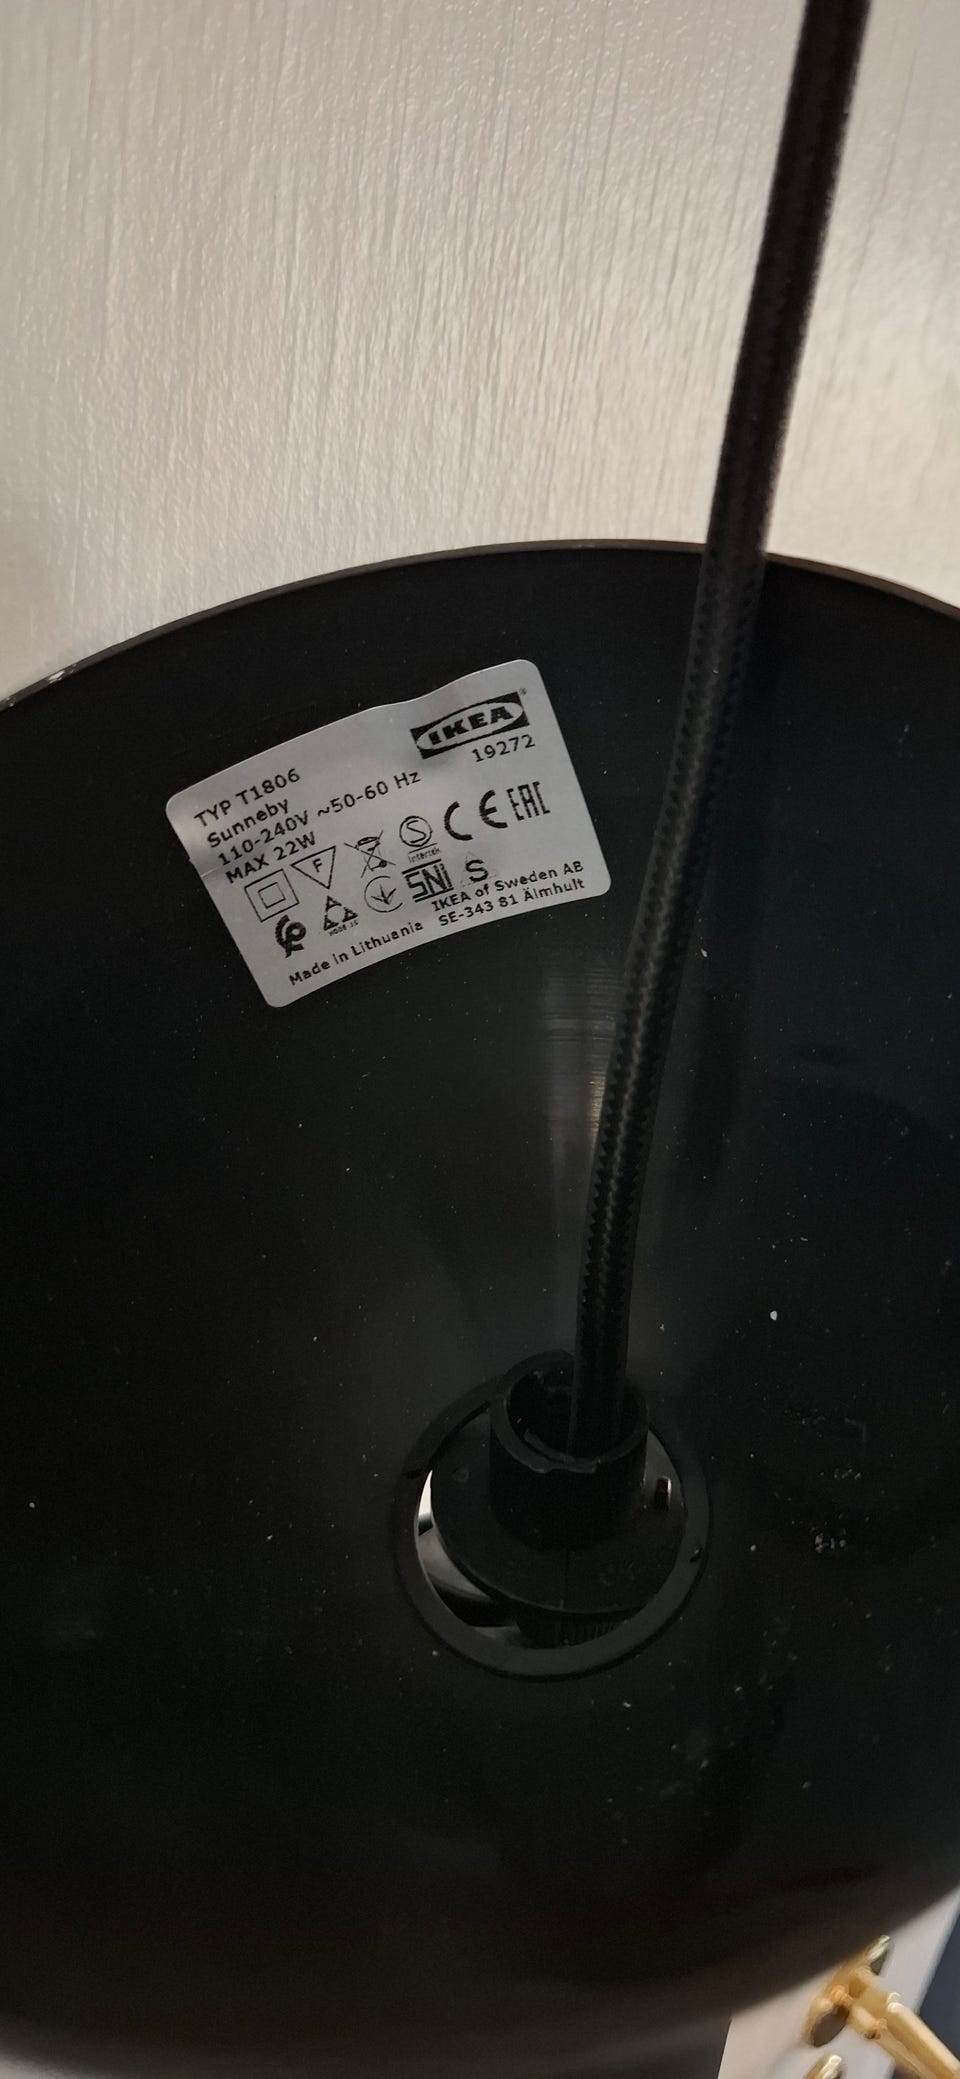 IKEA®
19272
TYP T1806
Sunneby
110-240V ~50-60 Hz
MAX 22W
F
S
Intertek
CE EAC
SNI
S
IKEA of Sweden AB
SE-343 81 Älmhult
Made in Lithuania